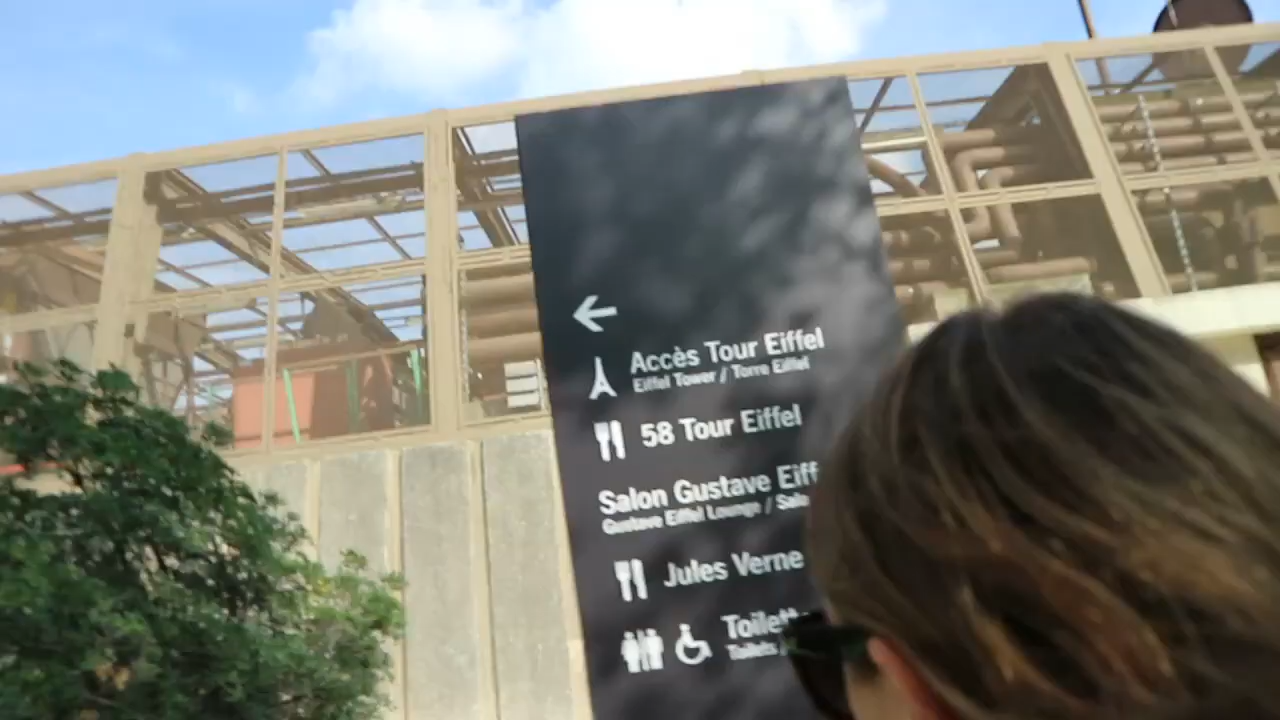 Accès Tour Eiffel
Eiffel Tower / Torre Eiffel
58 Tour Eiffel
Salon Gustave
Gustave Eiffel Lounge /
Jules Verne